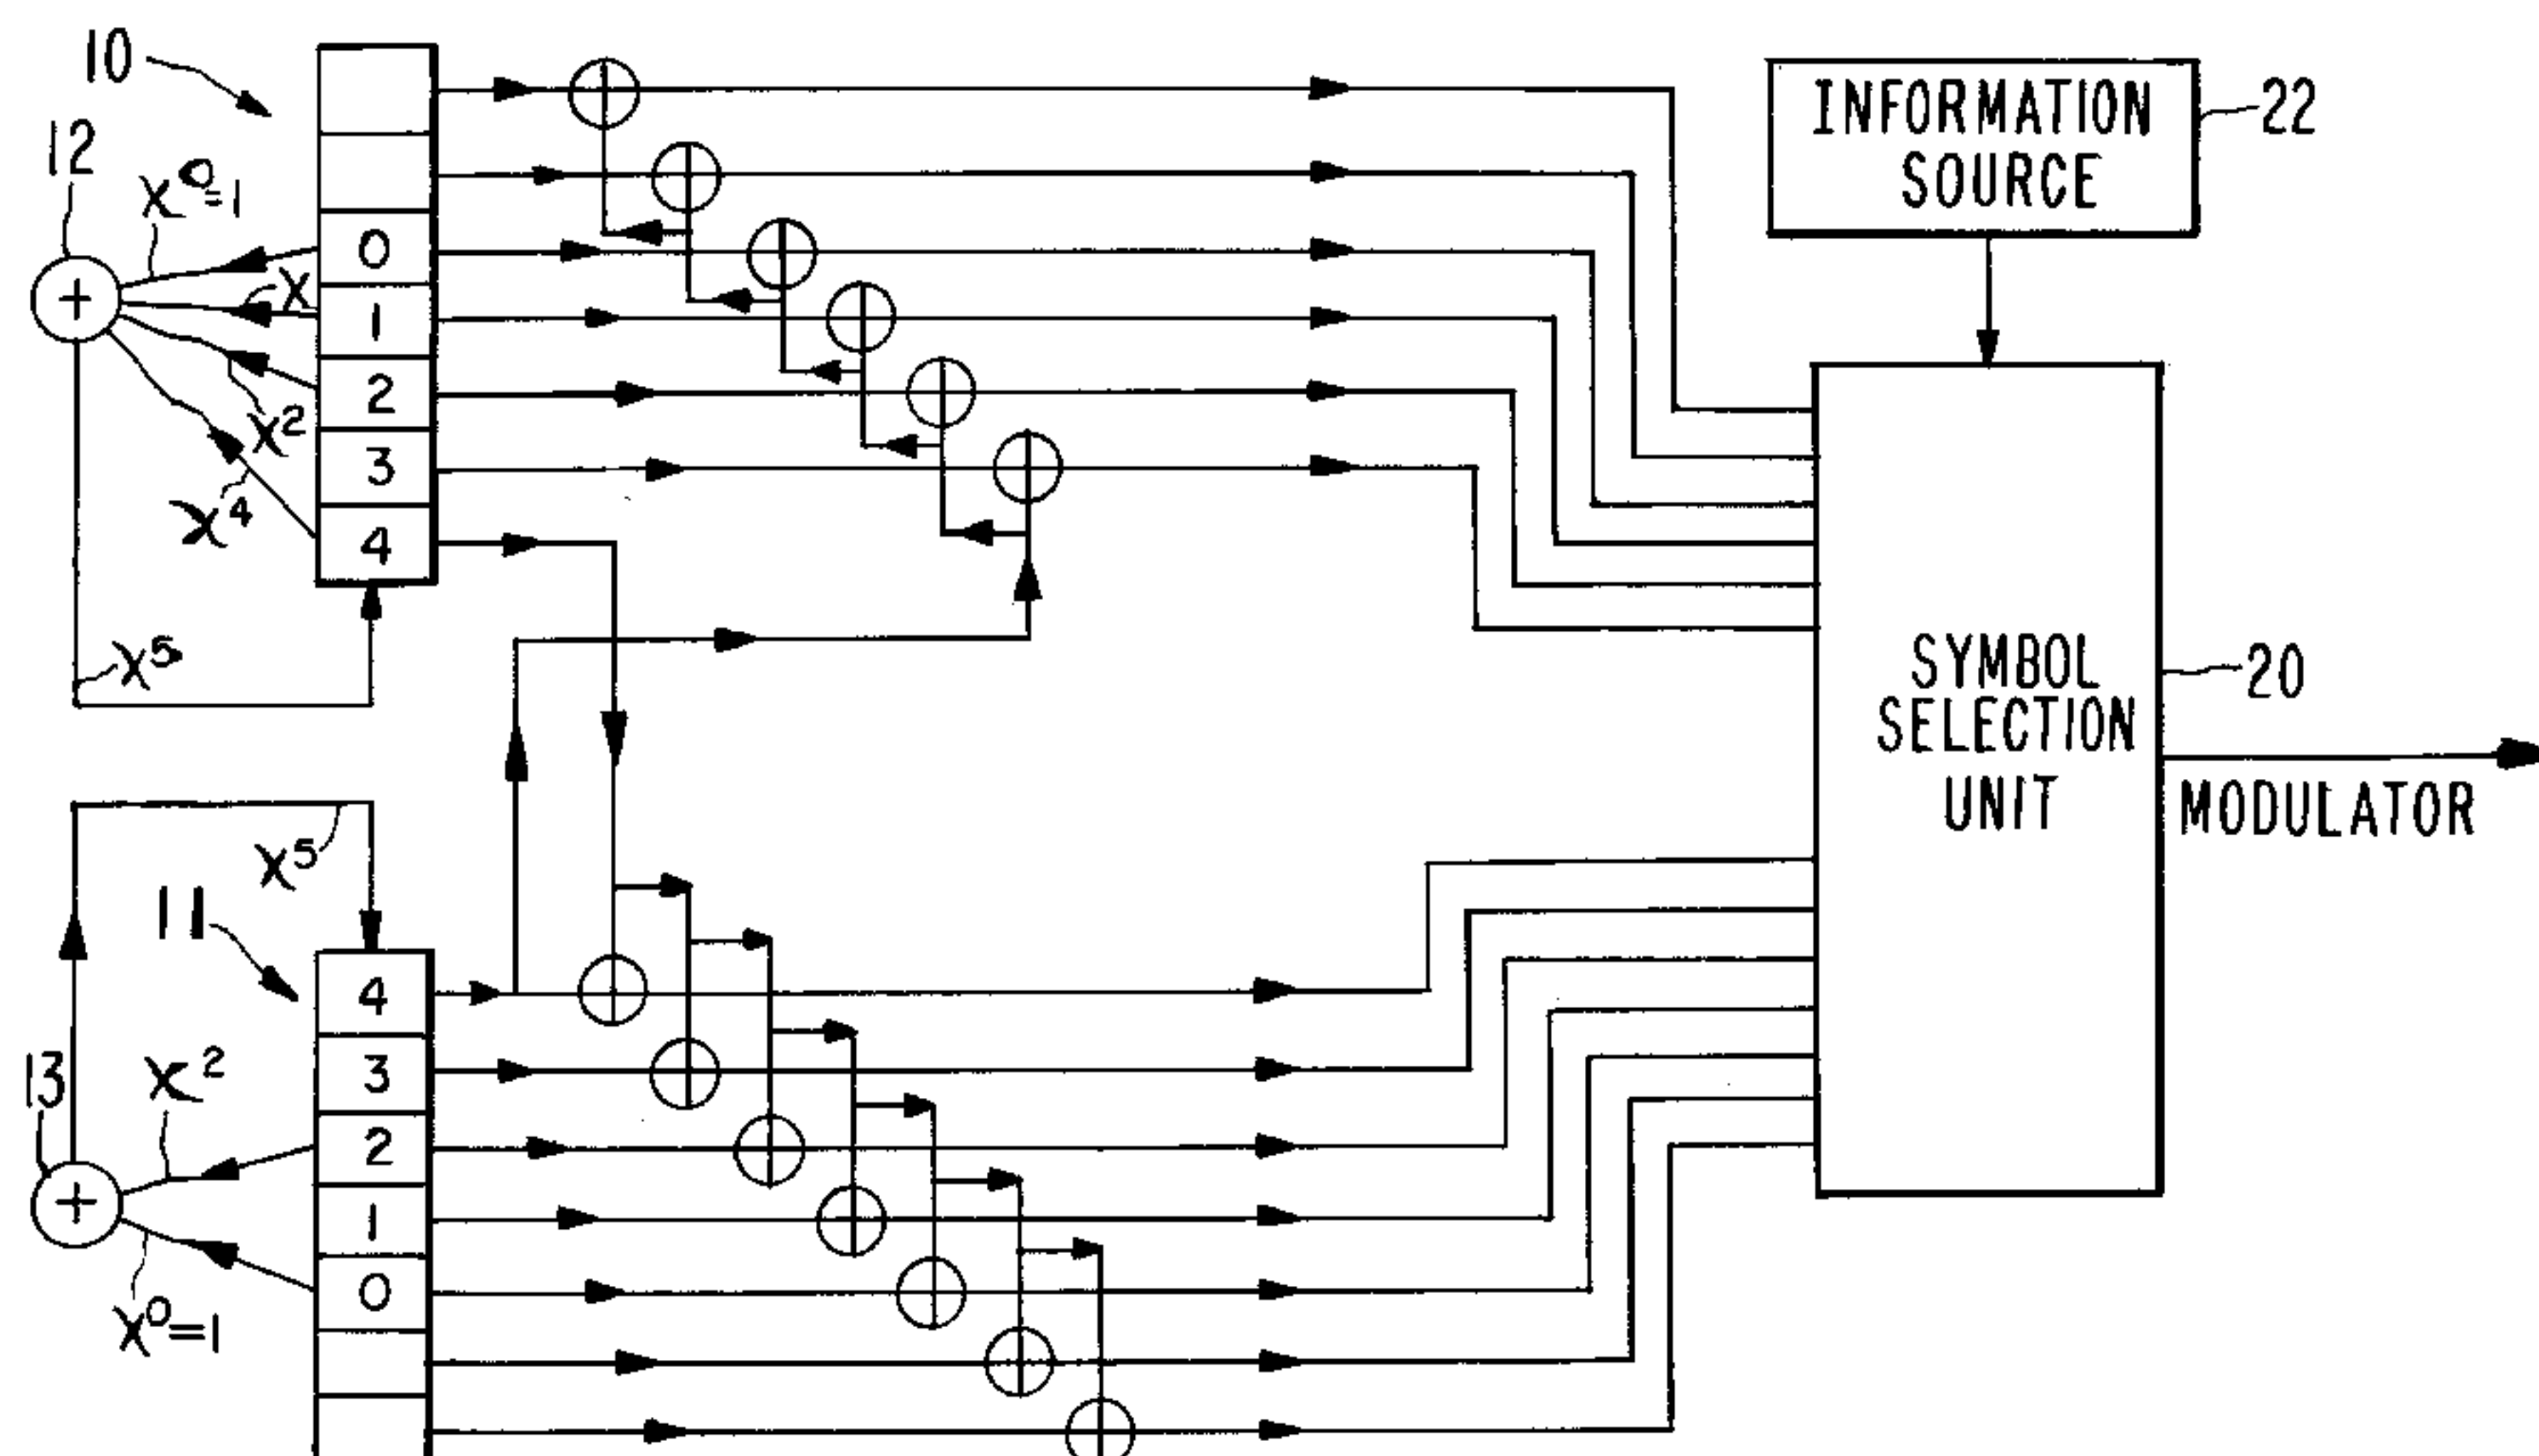 10
12
x⁰=1
x
x²
x⁴
x⁵
0
1
2
3
4
INFORMATION
SOURCE
22
SYMBOL
SELECTION
UNIT
20
MODULATOR
x⁵
11
13
x²
x⁰=1
4
3
2
1
0